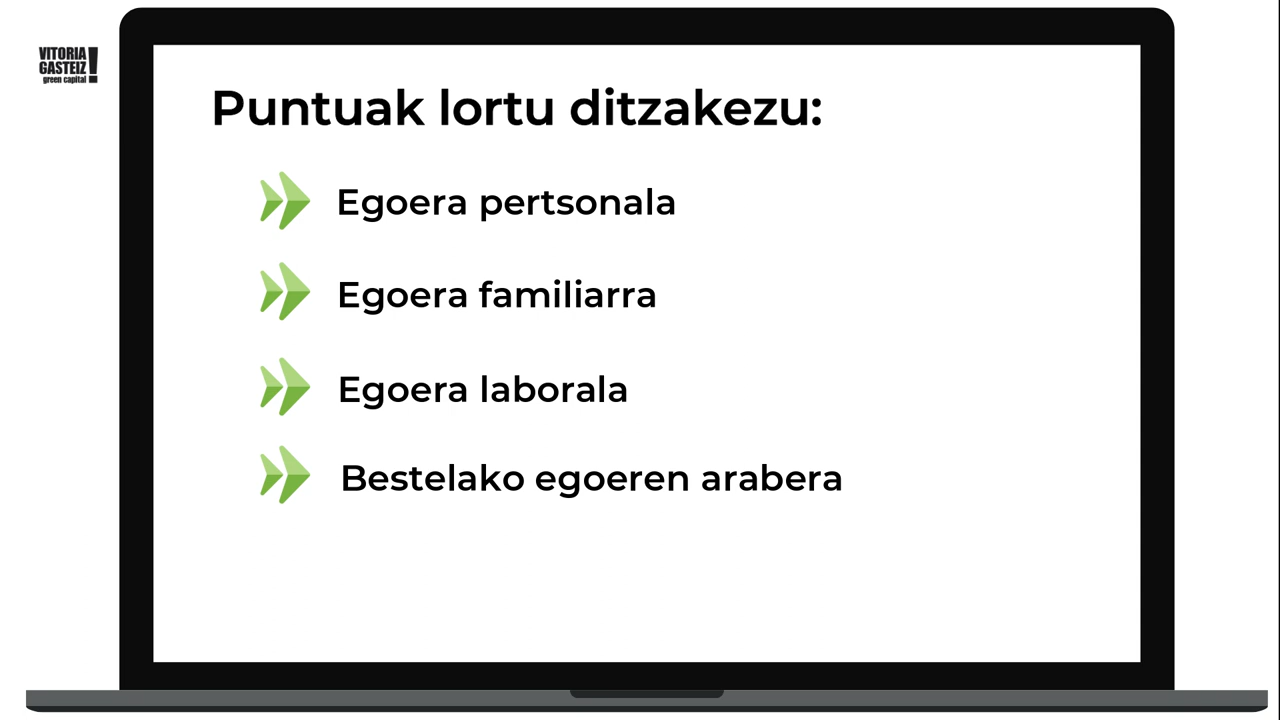 VITORIA
GASTEIZ!
green capital
Puntuak lortu ditzakezu:
Egoera pertsonala
Egoera familiarra
Egoera laborala
Bestelako egoeren arabera